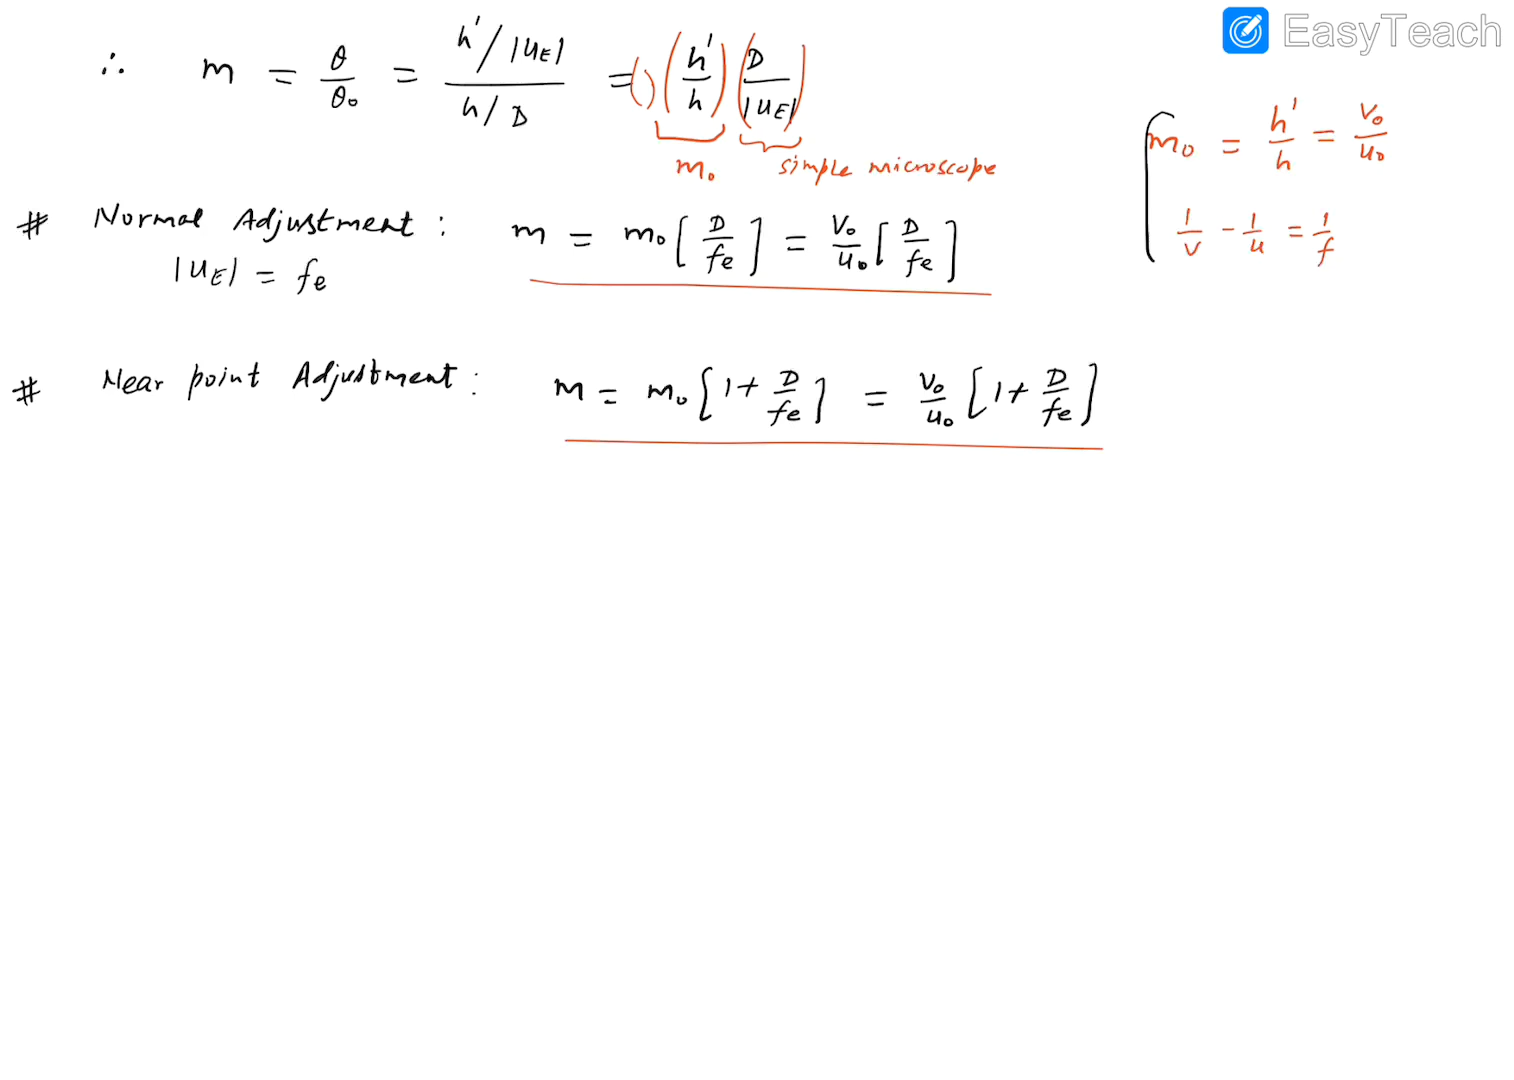 EasyTeach
∴ m = θ/θ₀ = (h'/|u_E|)/(h/D) = () (h'/h) (D/|u_E|)
m₀ simple microscope
m₀ = h'/h = v₀/u₀
1/v - 1/u = 1/f
# Normal Adjustment : m = m₀ [D/fe] = v₀/u₀ [D/fe]
|u_E| = fe
# Near point Adjustment : m = m₀ [1 + D/fe] = v₀/u₀ [1 + D/fe]